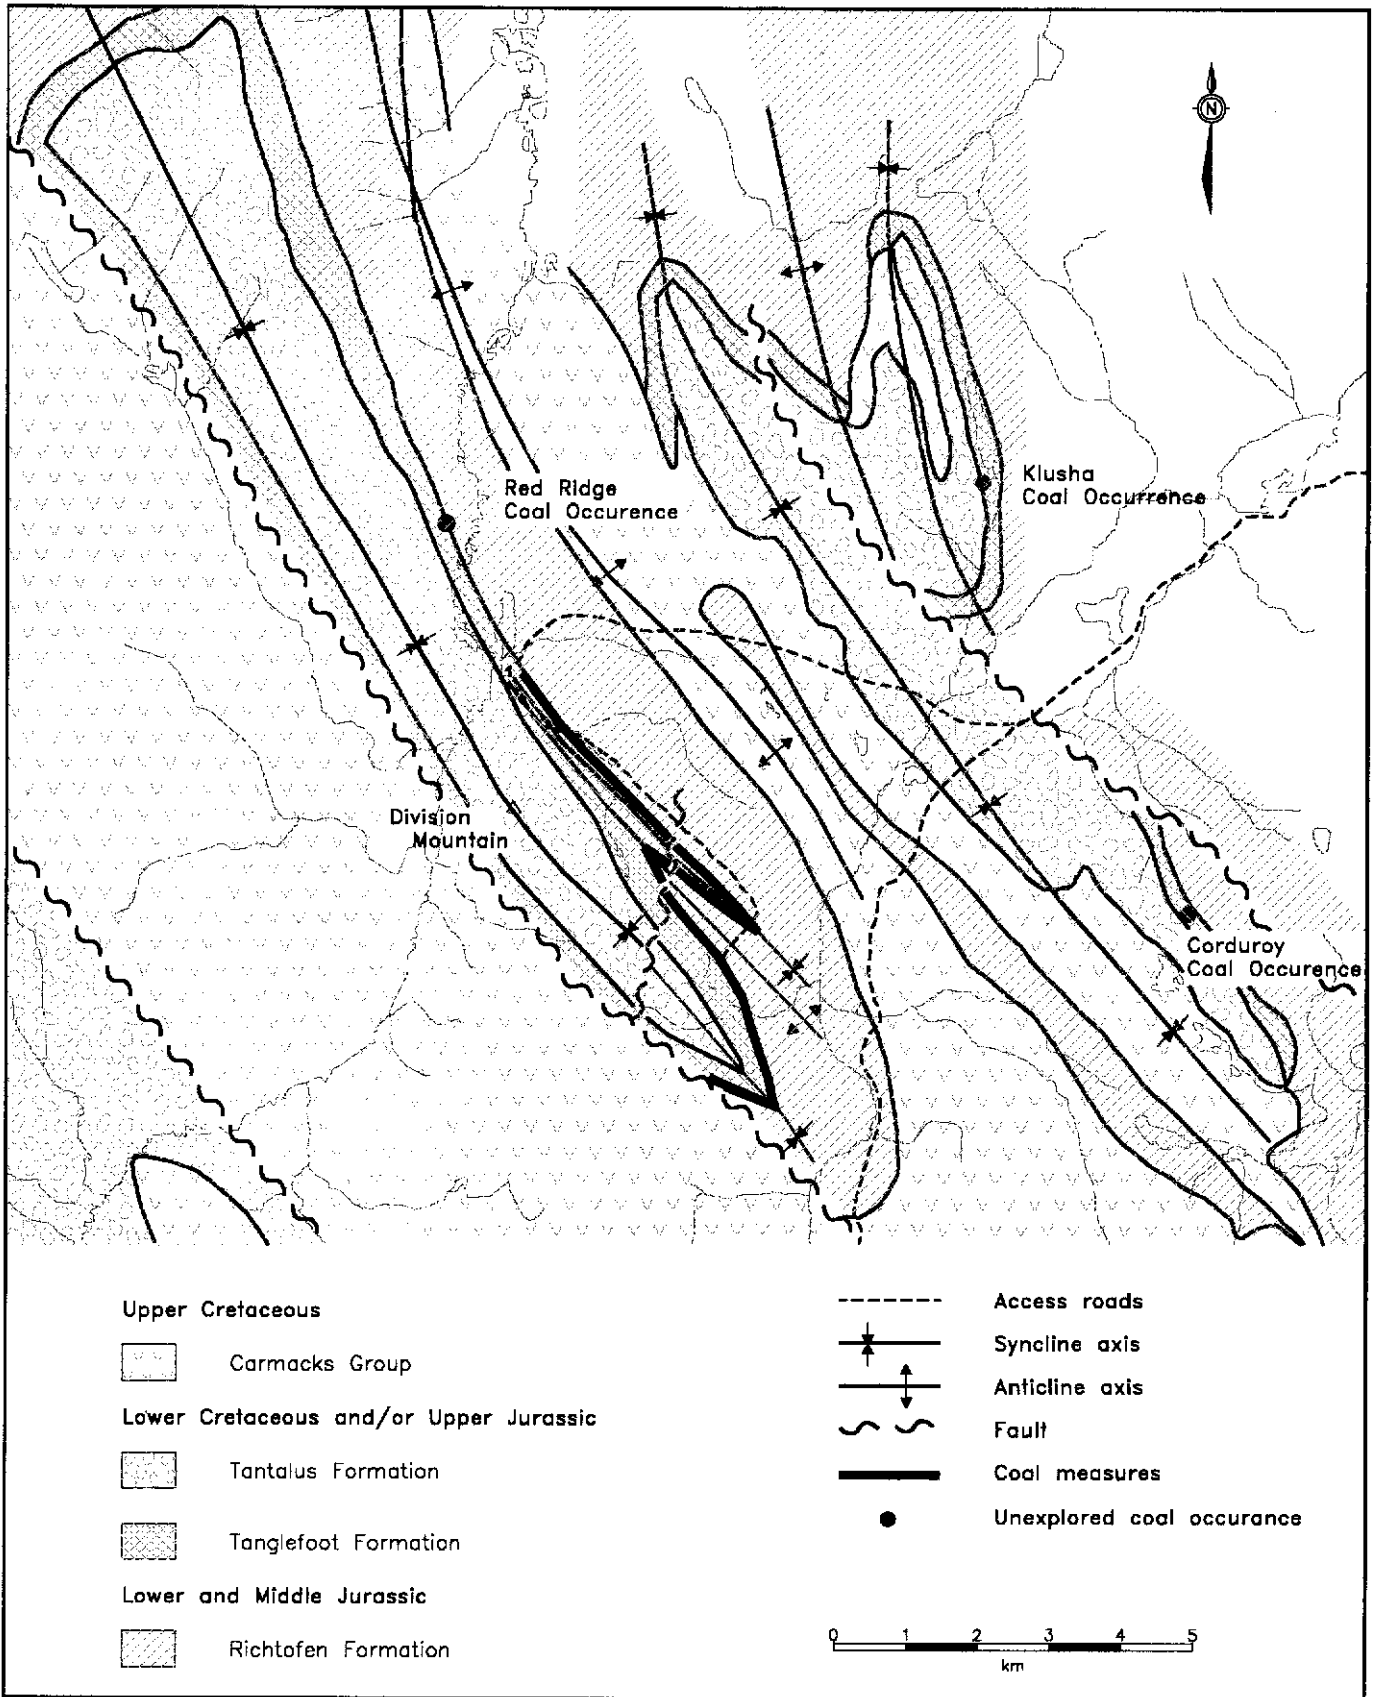 N
Red Ridge
Coal Occurence
Klusha
Coal Occurrence
Division
Mountain
Corduroy
Coal Occurence
Upper Cretaceous
Carmacks Group
Lower Cretaceous and/or Upper Jurassic
Tantalus Formation
Tanglefoot Formation
Lower and Middle Jurassic
Richtofen Formation
Access roads
Syncline axis
Anticline axis
Fault
Coal measures
Unexplored coal occurance
0 1 2 3 4 5
km